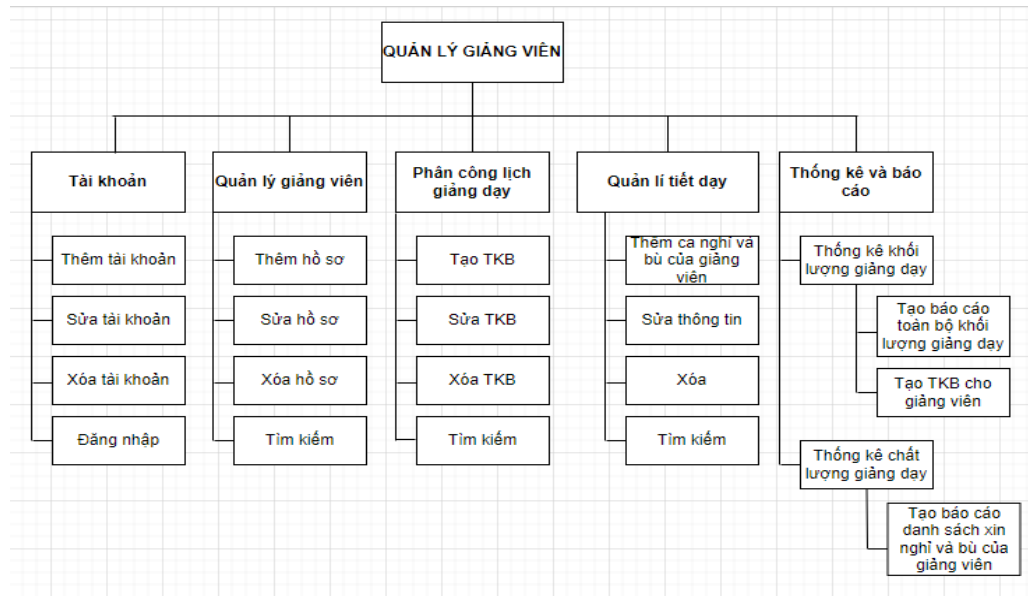 QUẢN LÝ GIẢNG VIÊN
Tài khoản
Quản lý giảng viên
Phân công lịch
giảng dạy
Quản lí tiết dạy
Thống kê và báo
cáo
Thêm tài khoản
Sửa tài khoản
Xóa tài khoản
Đăng nhập
Thêm hồ sơ
Sửa hồ sơ
Xóa hồ sơ
Tìm kiếm
Tạo TKB
Sửa TKB
Xóa TKB
Tìm kiếm
Thêm ca nghỉ và
bù của giảng
viên
Sửa thông tin
Xóa
Tìm kiếm
Thống kê khối
lượng giảng dạy
Tạo báo cáo
toàn bộ khối
lượng giảng dạy
Tạo TKB cho
giảng viên
Thống kê chất
lượng giảng dạy
Tạo báo cáo
danh sách xin
nghỉ và bù của
giảng viên